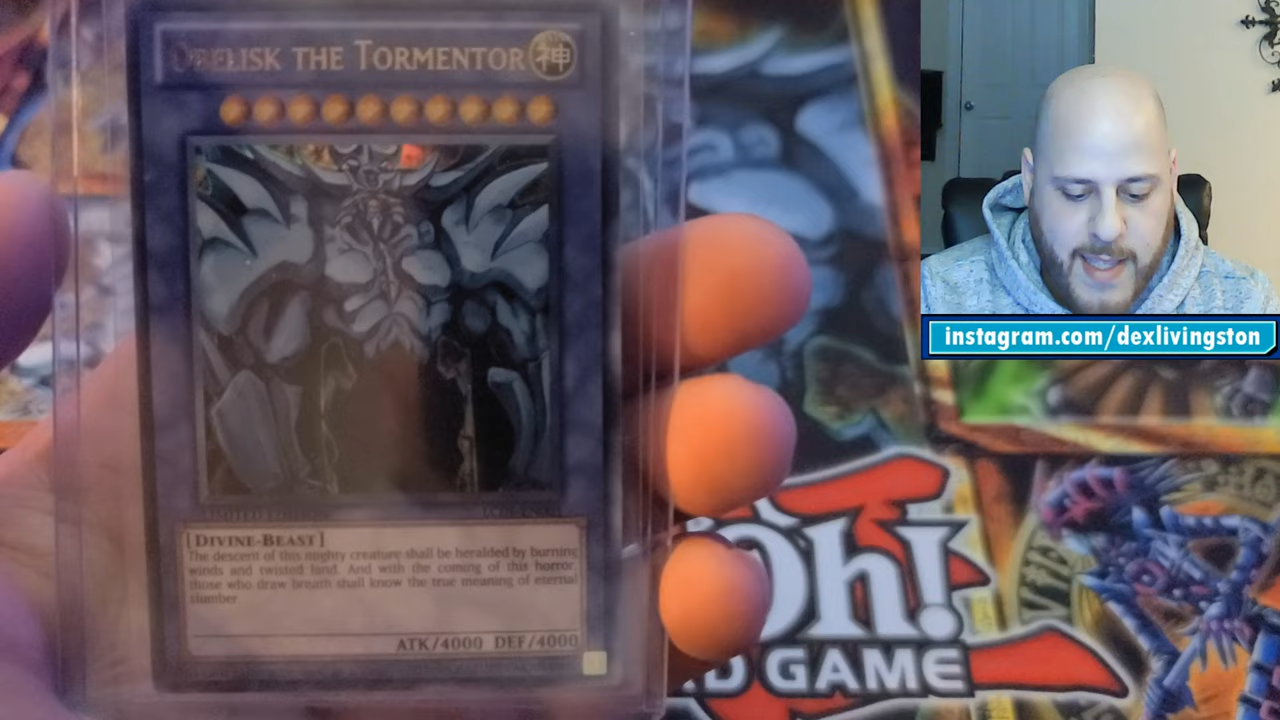 OBELISK THE TORMENTOR 神
LIMITED EDITION
[ DIVINE-BEAST ]
The descent of this mighty creature shall be heralded by burning
winds and twisted land. And with the coming of this horror,
those who draw breath shall know the true meaning of eternal
slumber.
ATK/4000 DEF/4000
instagram.com/dexlivingston
Oh!
GAME